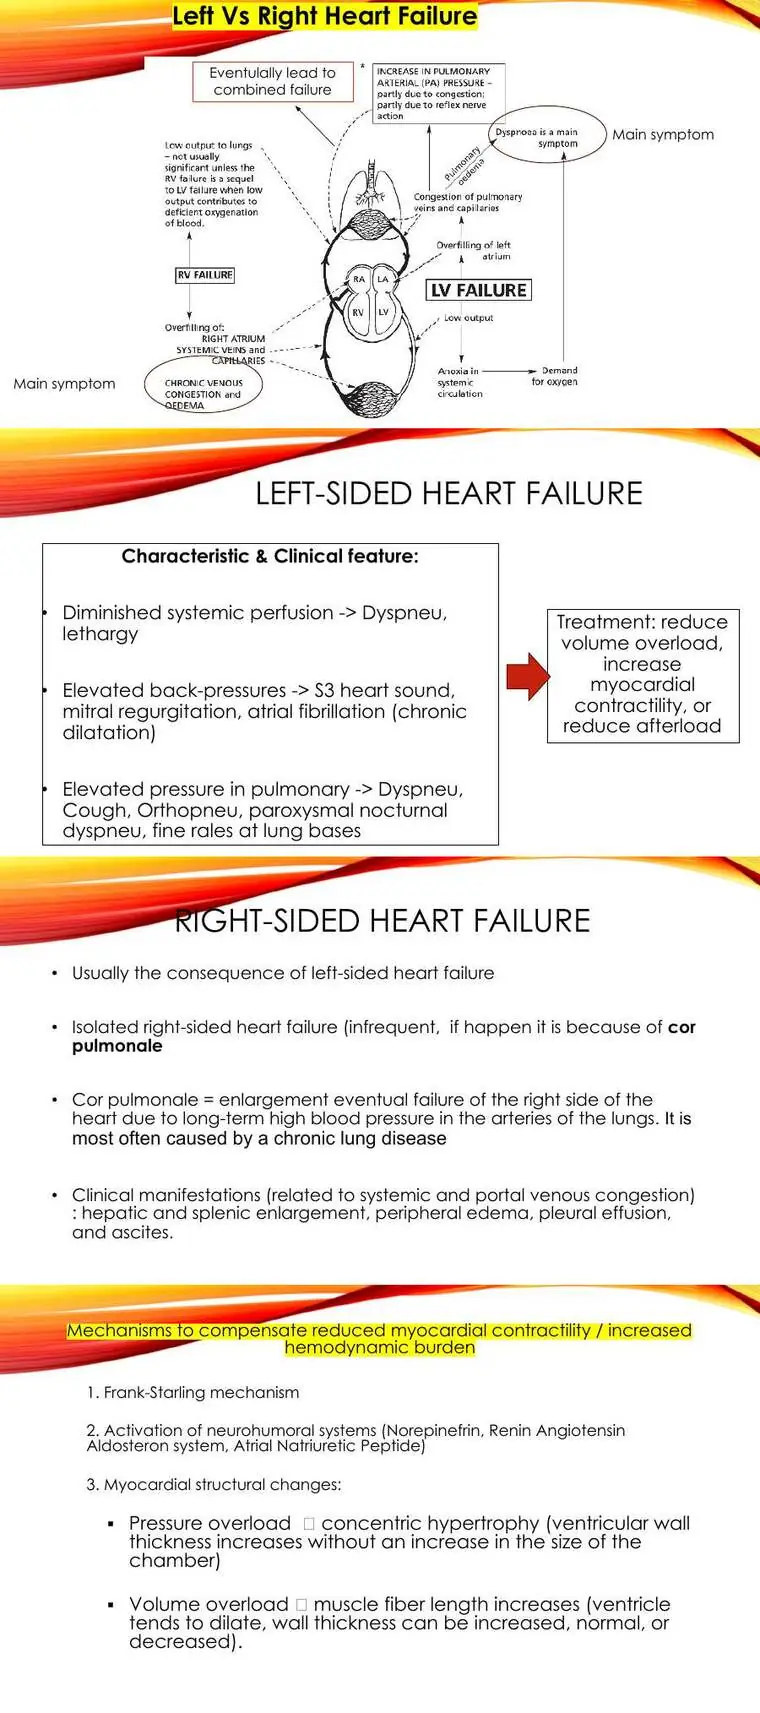 Left Vs Right Heart Failure
Eventulally lead to
combined failure
*
INCREASE IN PULMONARY
ARTERIAL (PA) PRESSURE –
partly due to congestion;
partly due to reflex nerve
action
Dyspnoea is a main
symptom
Main symptom
Pulmonary
oedema
Low output to lungs
– not usually
significant unless the
RV failure is a sequel
to LV failure when low
output contributes to
deficient oxygenation
of blood.
Congestion of pulmonary
veins and capillaries
Overfilling of left
atrium
RV FAILURE
RA
LA
LV FAILURE
RV
LV
Low output
Overfilling of:
RIGHT ATRIUM
SYSTEMIC VEINS and
CAPILLARIES
Anoxia in
systemic
circulation
Demand
for oxygen
Main symptom
CHRONIC VENOUS
CONGESTION and
OEDEMA
LEFT-SIDED HEART FAILURE
Characteristic & Clinical feature:
• Diminished systemic perfusion -> Dyspneu,
lethargy
• Elevated back-pressures -> S3 heart sound,
mitral regurgitation, atrial fibrillation (chronic
dilatation)
• Elevated pressure in pulmonary -> Dyspneu,
Cough, Orthopneu, paroxysmal nocturnal
dyspneu, fine rales at lung bases
Treatment: reduce
volume overload,
increase
myocardial
contractility, or
reduce afterload
RIGHT-SIDED HEART FAILURE
• Usually the consequence of left-sided heart failure
• Isolated right-sided heart failure (infrequent, if happen it is because of cor
pulmonale
• Cor pulmonale = enlargement eventual failure of the right side of the
heart due to long-term high blood pressure in the arteries of the lungs. It is
most often caused by a chronic lung disease
• Clinical manifestations (related to systemic and portal venous congestion)
: hepatic and splenic enlargement, peripheral edema, pleural effusion,
and ascites.
Mechanisms to compensate reduced myocardial contractility / increased
hemodynamic burden
1. Frank-Starling mechanism
2. Activation of neurohumoral systems (Norepinefrin, Renin Angiotensin
Aldosteron system, Atrial Natriuretic Peptide)
3. Myocardial structural changes:
▪ Pressure overload □ concentric hypertrophy (ventricular wall
thickness increases without an increase in the size of the
chamber)
▪ Volume overload □ muscle fiber length increases (ventricle
tends to dilate, wall thickness can be increased, normal, or
decreased).